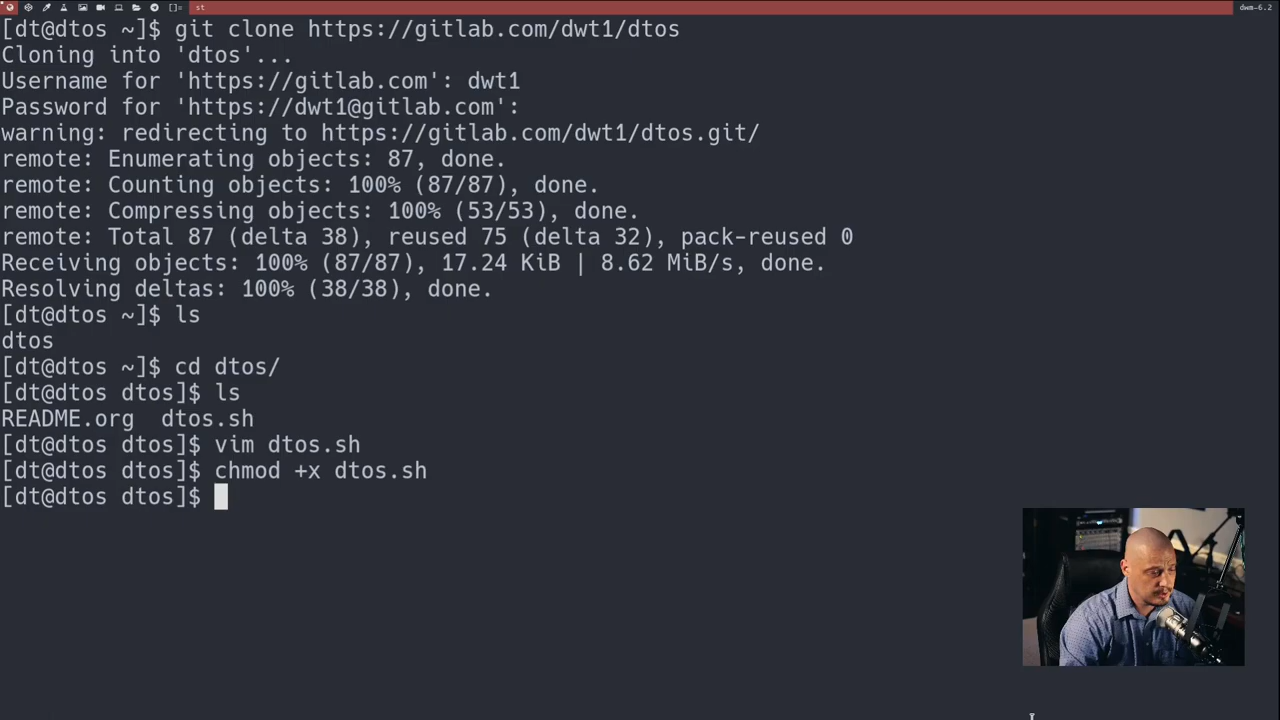 []= st dwm-6.2
[dt@dtos ~]$ git clone https://gitlab.com/dwt1/dtos
Cloning into 'dtos'...
Username for 'https://gitlab.com': dwt1
Password for 'https://dwt1@gitlab.com':
warning: redirecting to https://gitlab.com/dwt1/dtos.git/
remote: Enumerating objects: 87, done.
remote: Counting objects: 100% (87/87), done.
remote: Compressing objects: 100% (53/53), done.
remote: Total 87 (delta 38), reused 75 (delta 32), pack-reused 0
Receiving objects: 100% (87/87), 17.24 KiB | 8.62 MiB/s, done.
Resolving deltas: 100% (38/38), done.
[dt@dtos ~]$ ls
dtos
[dt@dtos ~]$ cd dtos/
[dt@dtos dtos]$ ls
README.org  dtos.sh
[dt@dtos dtos]$ vim dtos.sh
[dt@dtos dtos]$ chmod +x dtos.sh
[dt@dtos dtos]$